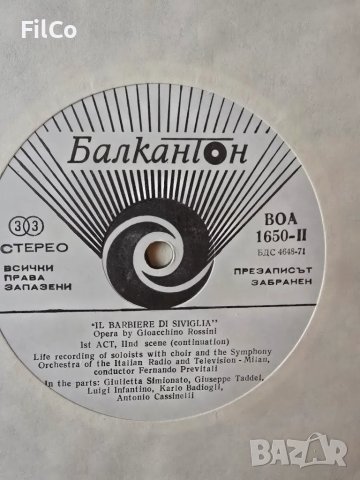 FilCo
Балкантон
33
СТЕРЕО
ВСИЧКИ
ПРАВА
ЗАПАЗЕНИ
ВОА
1650-II
БДС 4648-71
ПРЕЗАПИСЪТ
ЗАБРАНЕН
"IL BARBIERE DI SIVIGLIA"
Opera by Gioacchino Rossini
1st ACT, IInd scene (continuation)
Life recording of soloists with choir and the Symphony
Orchestra of the Italian Radio and Television - Milan,
conductor Fernando Previtali
In the parts: Giulietta Simionato, Giuseppe Taddei,
Luigi Infantino, Karlo Badiogli,
Antonio Cassinelli
BAZAR
FilCo